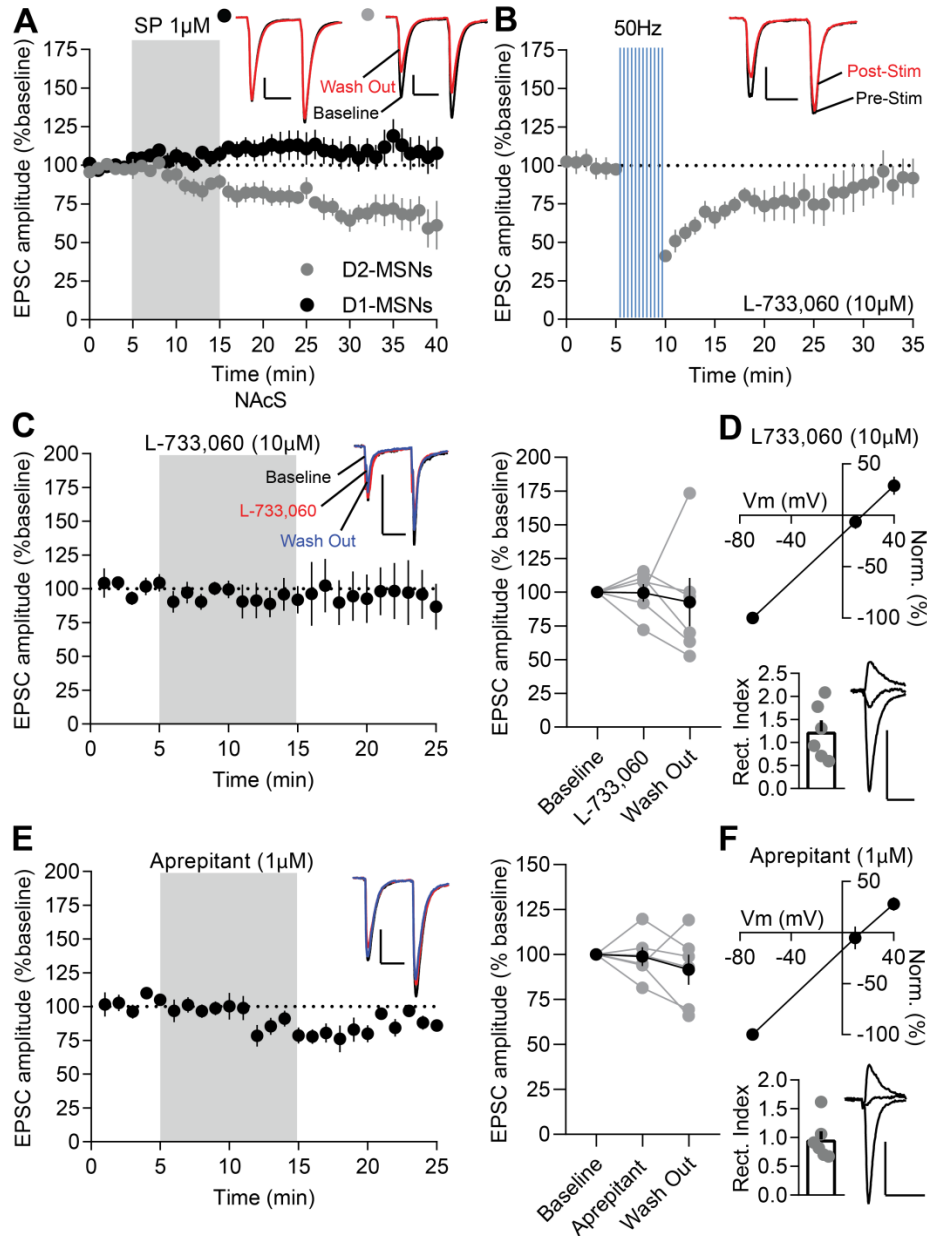 A
SP 1µM
Wash Out
Baseline
EPSC amplitude (%baseline)
175
150
125
100
75
50
25
0
D2-MSNs
D1-MSNs
0 5 10 15 20 25 30 35 40
Time (min)
NAcS
B
50Hz
Post-Stim
Pre-Stim
EPSC amplitude (%baseline)
175
150
125
100
75
50
25
0
L-733,060 (10µM)
0 5 10 15 20 25 30 35
Time (min)
C
L-733,060 (10µM)
Baseline
L-733,060
Wash Out
EPSC amplitude (%baseline)
200
175
150
125
100
75
50
25
0
0 5 10 15 20 25
Time (min)
EPSC amplitude (% baseline)
200
175
150
125
100
75
50
25
0
Baseline
L-733,060
Wash Out
D
L733,060 (10µM)
Vm (mV)
50
-80 -40 40
-50
-100
Norm. (%)
Rect. Index
2.5
2.0
1.5
1.0
0.5
0.0
E
Aprepitant (1µM)
EPSC amplitude (%baseline)
200
175
150
125
100
75
50
25
0
0 5 10 15 20 25
Time (min)
EPSC amplitude (% baseline)
150
125
100
75
50
25
0
Baseline
Aprepitant
Wash Out
F
Aprepitant (1µM)
Vm (mV)
50
-80 -40 40
-50
-100
Norm. (%)
Rect. Index
2.0
1.5
1.0
0.5
0.0